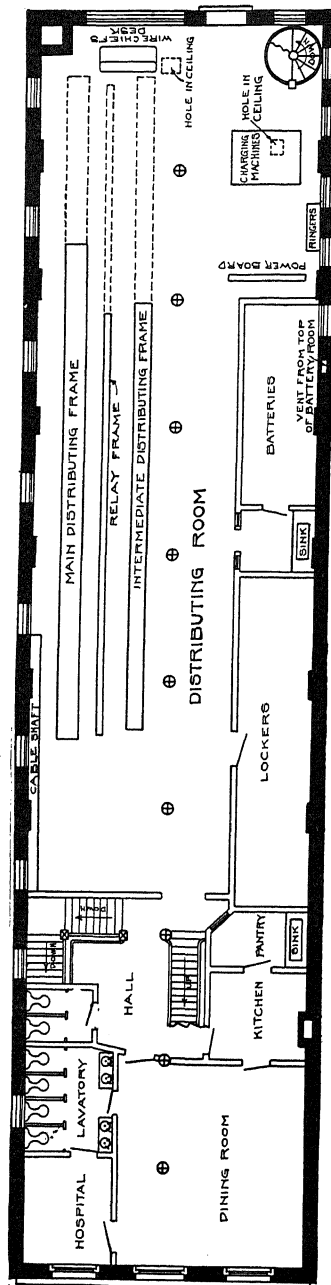 WIRE CHIEF'S
DESK
HOLE IN CEILING
DOWN
HOLE IN
CEILING
CHARGING
MACHINES
RINGERS
POWER BOARD
MAIN DISTRIBUTING FRAME
RELAY FRAME
INTERMEDIATE DISTRIBUTING FRAME
BATTERIES
VENT FROM TOP
OF BATTERY ROOM
DISTRIBUTING ROOM
SINK
CABLE SHAFT
LOCKERS
DOWN
HALL
UP
PANTRY
SINK
KITCHEN
LAVATORY
HOSPITAL
DINING ROOM